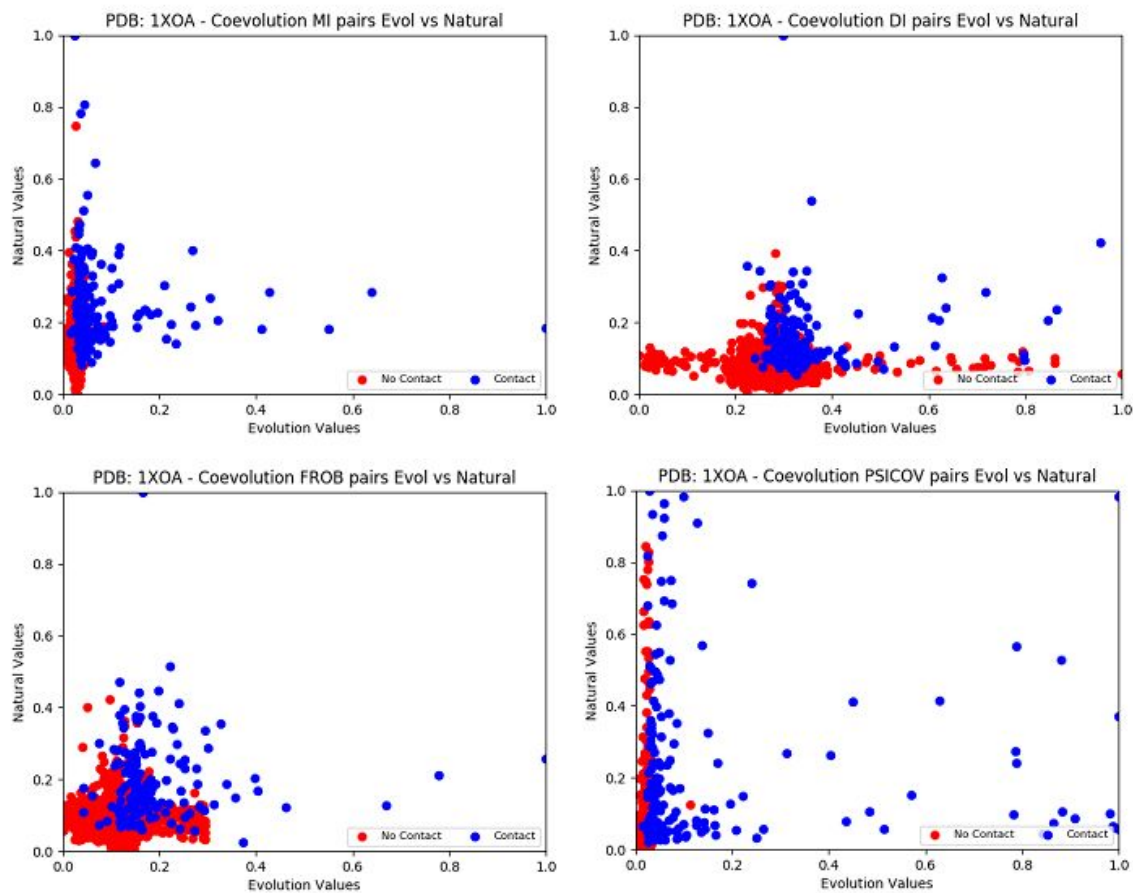 PDB: 1XOA - Coevolution MI pairs Evol vs Natural
1.0
0.8
0.6
0.4
0.2
0.0
Natural Values
No Contact
Contact
0.0 0.2 0.4 0.6 0.8 1.0
Evolution Values
PDB: 1XOA - Coevolution DI pairs Evol vs Natural
1.0
0.8
0.6
0.4
0.2
0.0
Natural Values
No Contact
Contact
0.0 0.2 0.4 0.6 0.8 1.0
Evolution Values
PDB: 1XOA - Coevolution FROB pairs Evol vs Natural
1.0
0.8
0.6
0.4
0.2
0.0
Natural Values
No Contact
Contact
0.0 0.2 0.4 0.6 0.8 1.0
Evolution Values
PDB: 1XOA - Coevolution PSICOV pairs Evol vs Natural
1.0
0.8
0.6
0.4
0.2
0.0
Natural Values
No Contact
Contact
0.0 0.2 0.4 0.6 0.8 1.0
Evolution Values